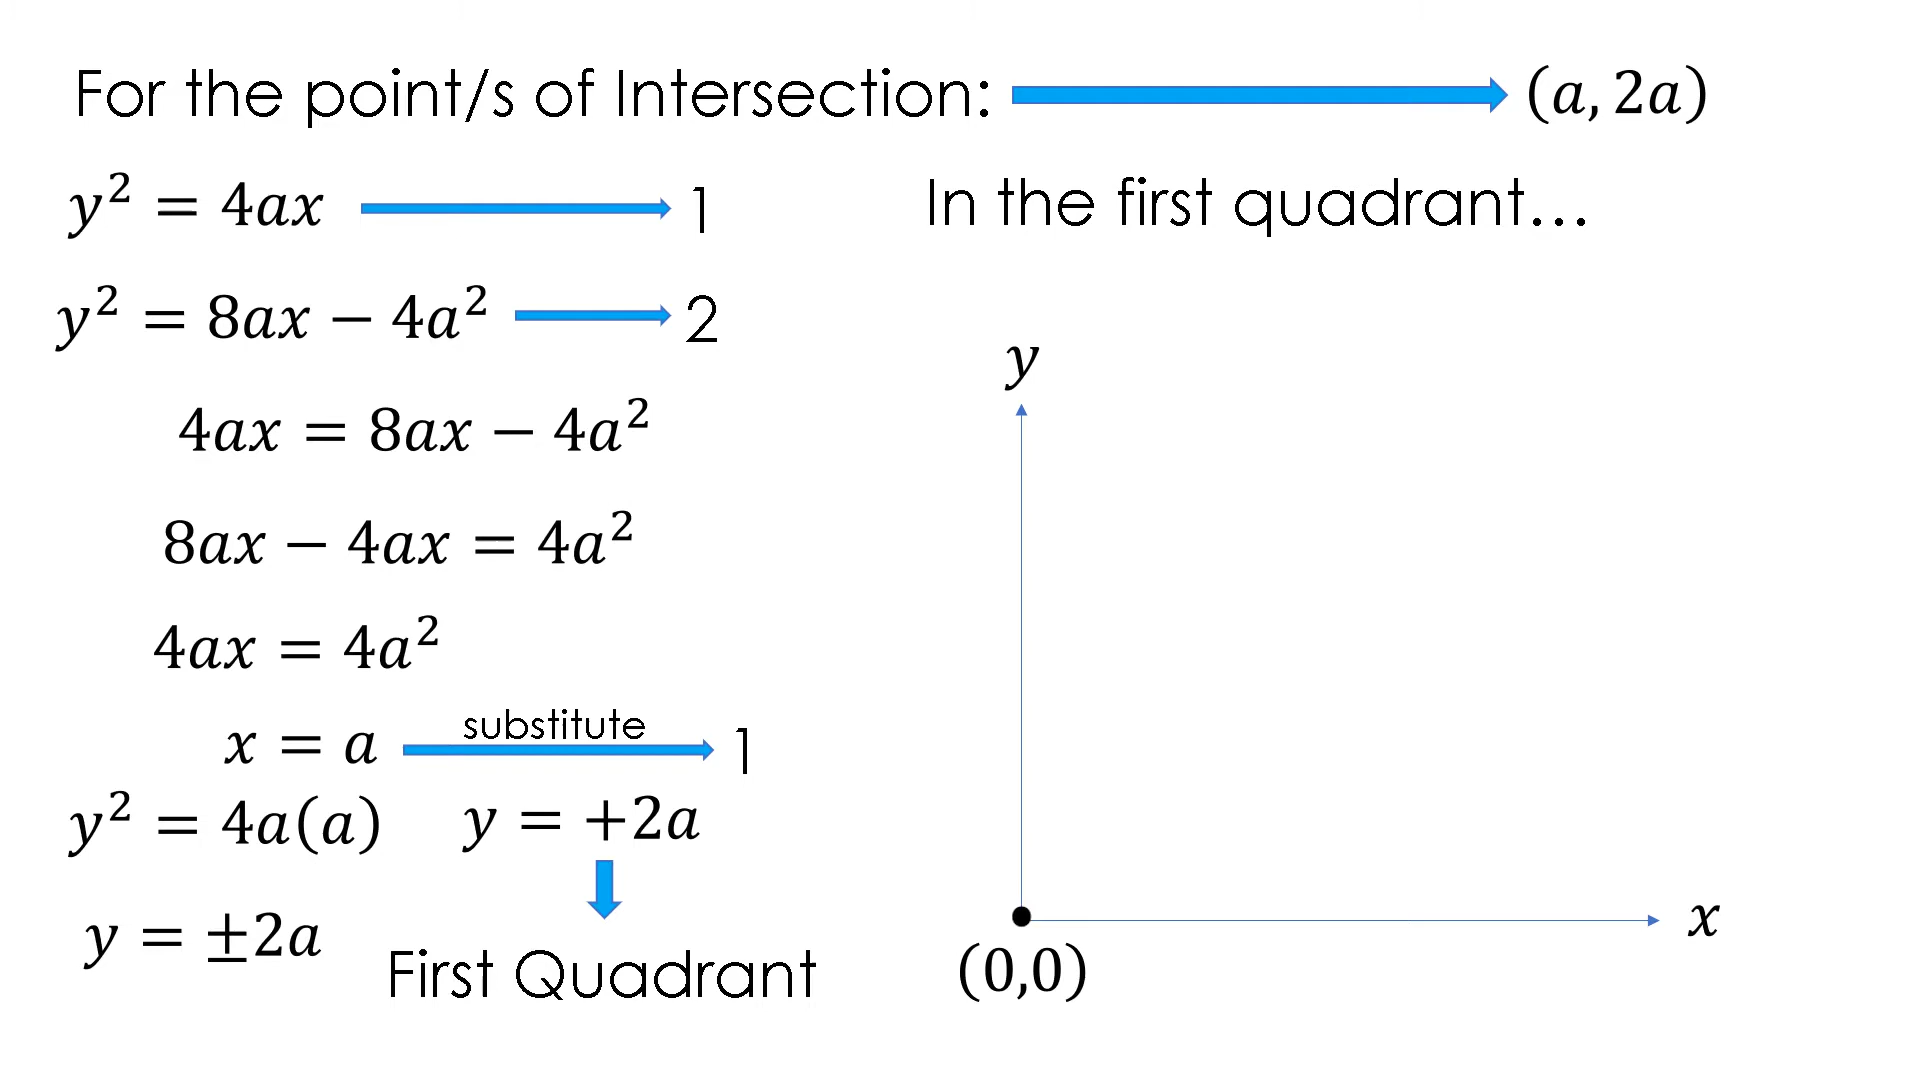 For the point/s of Intersection: (𝑎, 2𝑎)
𝑦² = 4𝑎𝑥 1
In the first quadrant…
𝑦² = 8𝑎𝑥 − 4𝑎² 2
4𝑎𝑥 = 8𝑎𝑥 − 4𝑎²
8𝑎𝑥 − 4𝑎𝑥 = 4𝑎²
4𝑎𝑥 = 4𝑎²
substitute
𝑥 = 𝑎 1
𝑦² = 4𝑎(𝑎) 𝑦 = +2𝑎
𝑦 = ±2𝑎
First Quadrant
𝑦
𝑥
(0,0)